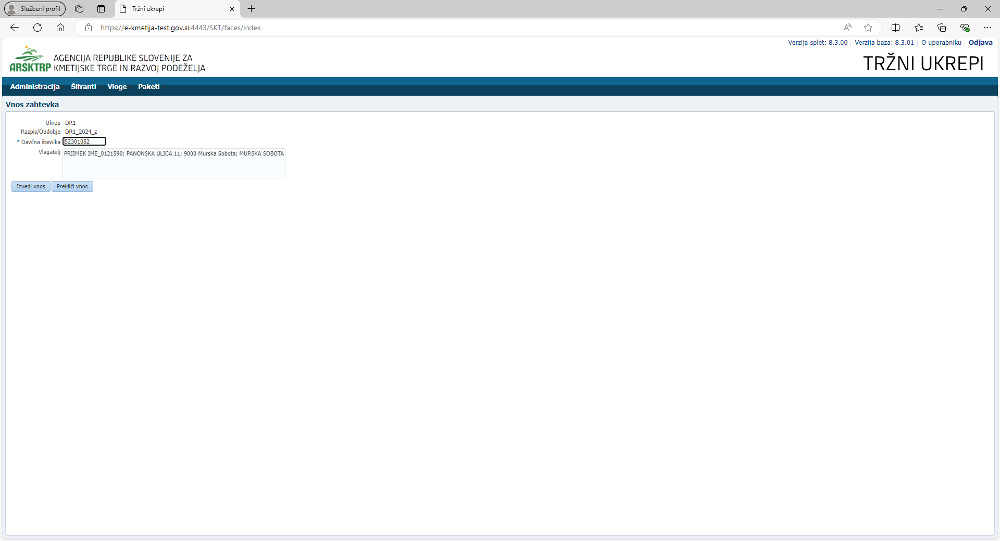 Službeni profil
Tržni ukrepi
https://e-kmetija-test.gov.si:4443/SKT/faces/index
Verzija splet: 8.3.00
Verzija baza: 8.3.01
O uporabniku
Odjava
ARSKTRP
AGENCIJA REPUBLIKE SLOVENIJE ZA
KMETIJSKE TRGE IN RAZVOJ PODEŽELJA
TRŽNI UKREPI
Administracija
Šifranti
Vloge
Paketi
Vnos zahtevka
Ukrep DR1
Razpis/Obdobje DR1_2024_z
* Davčna številka 52301052
Vlagatelj PRIIMEK IME_0121590; PANONSKA ULICA 11; 9000 Murska Sobota; MURSKA SOBOTA
Izvedi vnos
Prekliči vnos